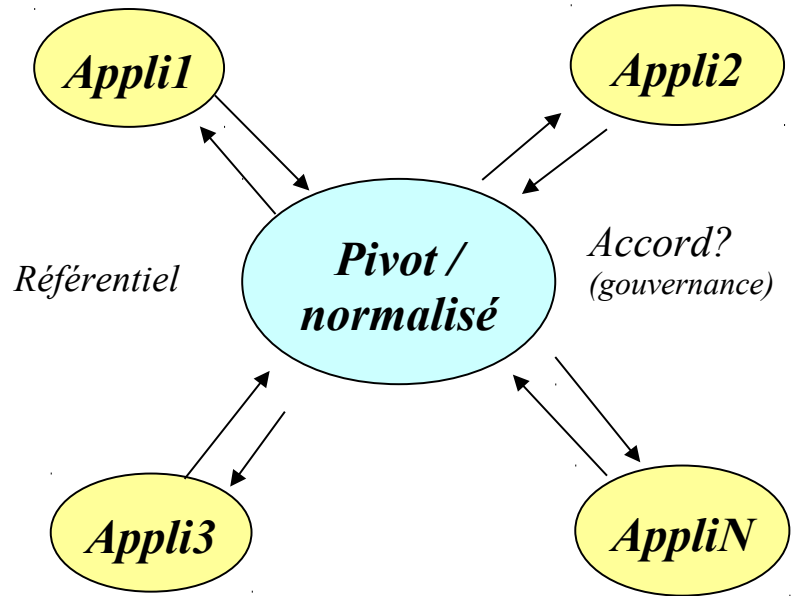 Appli1
Appli2
Référentiel
Pivot /
normalisé
Accord?
(gouvernance)
Appli3
AppliN